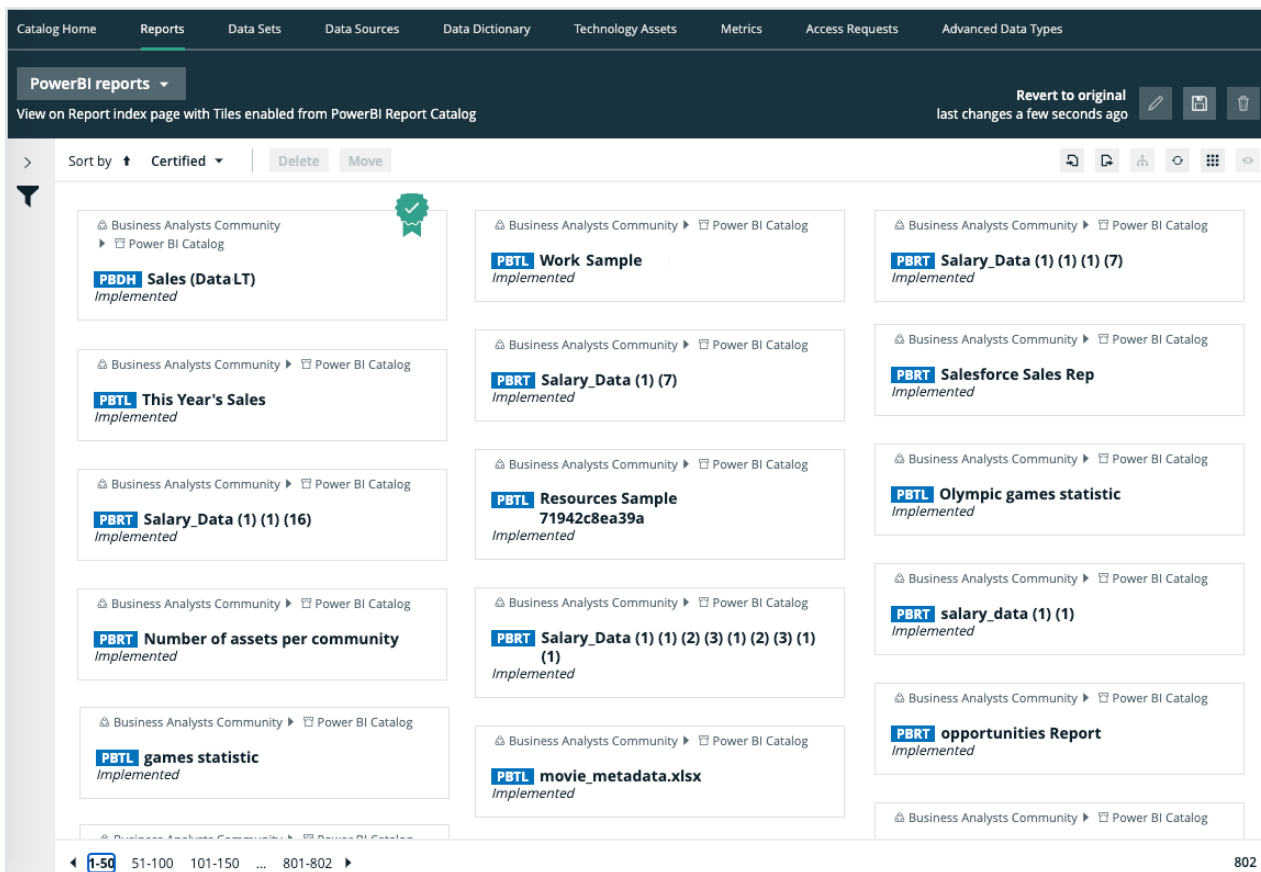 Catalog Home Reports Data Sets Data Sources Data Dictionary Technology Assets Metrics Access Requests Advanced Data Types
PowerBI reports
View on Report index page with Tiles enabled from PowerBI Report Catalog
Revert to original
last changes a few seconds ago
Sort by Certified Delete Move
Business Analysts Community
Power BI Catalog
PBDH Sales (DataLT)
Implemented
Business Analysts Community Power BI Catalog
PBTL This Year's Sales
Implemented
Business Analysts Community Power BI Catalog
PBRT Salary_Data (1) (1) (16)
Implemented
Business Analysts Community Power BI Catalog
PBRT Number of assets per community
Implemented
Business Analysts Community Power BI Catalog
PBTL games statistic
Implemented
Business Analysts Community Power BI Catalog
Business Analysts Community Power BI Catalog
PBTL Work Sample
Implemented
Business Analysts Community Power BI Catalog
PBRT Salary_Data (1) (7)
Implemented
Business Analysts Community Power BI Catalog
PBTL Resources Sample
71942c8ea39a
Implemented
Business Analysts Community Power BI Catalog
PBRT Salary_Data (1) (1) (2) (3) (1) (2) (3) (1)
(1)
Implemented
Business Analysts Community Power BI Catalog
PBTL movie_metadata.xlsx
Implemented
Business Analysts Community Power BI Catalog
PBRT Salary_Data (1) (1) (1) (7)
Implemented
Business Analysts Community Power BI Catalog
PBRT Salesforce Sales Rep
Implemented
Business Analysts Community Power BI Catalog
PBTL Olympic games statistic
Implemented
Business Analysts Community Power BI Catalog
PBRT salary_data (1) (1)
Implemented
Business Analysts Community Power BI Catalog
PBRT opportunities Report
Implemented
Business Analysts Community Power BI Catalog
1-50 51-100 101-150 ... 801-802
802